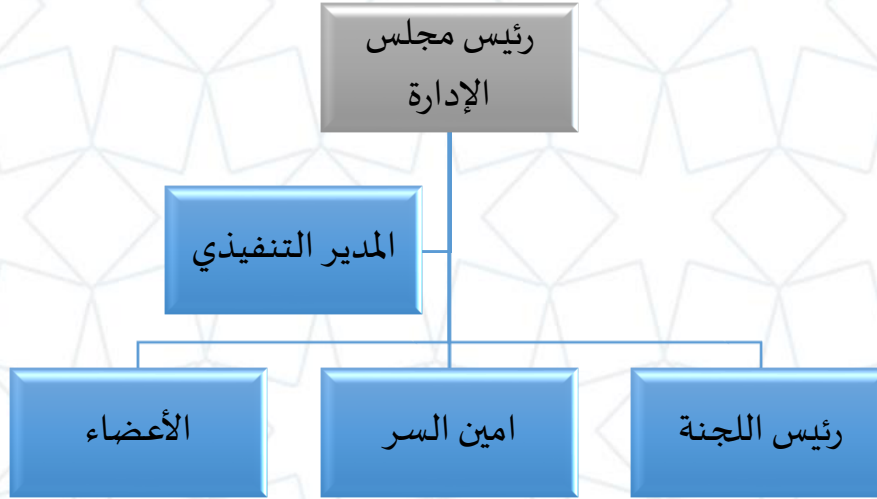 رئيس مجلس
الإدارة
المدير التنفيذي
رئيس اللجنة
امين السر
الأعضاء